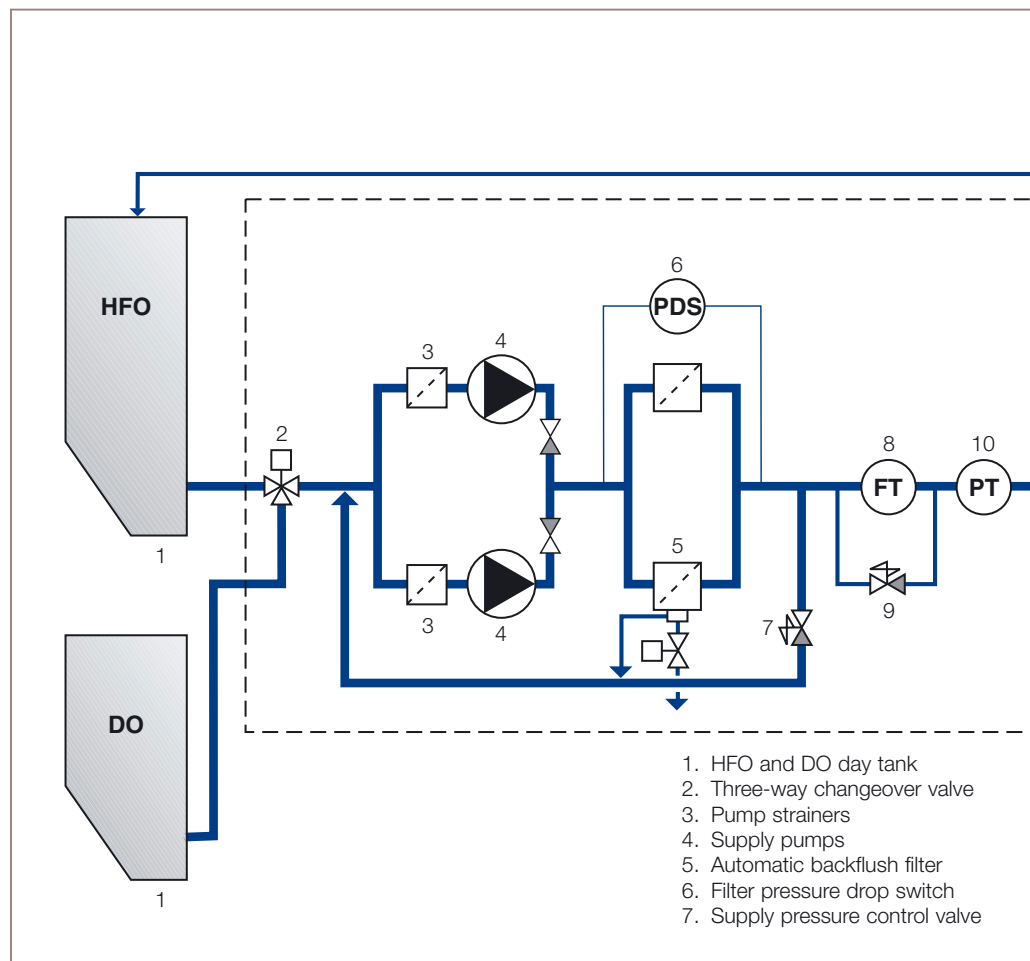 6
PDS
HFO
3
4
2
8
10
FT
PT
1
5
9
3
4
7
DO
1
1. HFO and DO day tank
2. Three-way changeover valve
3. Pump strainers
4. Supply pumps
5. Automatic backflush filter
6. Filter pressure drop switch
7. Supply pressure control valve